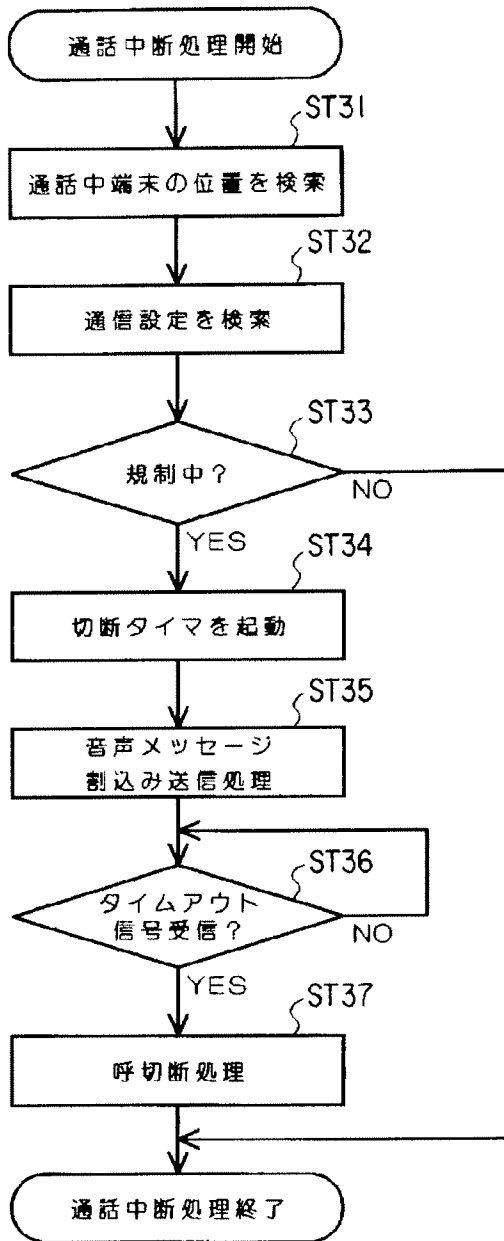 通話中断処理開始
ST31
通話中端末の位置を検索
ST32
通信設定を検索
ST33
規制中?
NO
YES
ST34
切断タイマを起動
ST35
音声メッセージ
割込み送信処理
ST36
タイムアウト
信号受信?
NO
YES
ST37
呼切断処理
通話中断処理終了